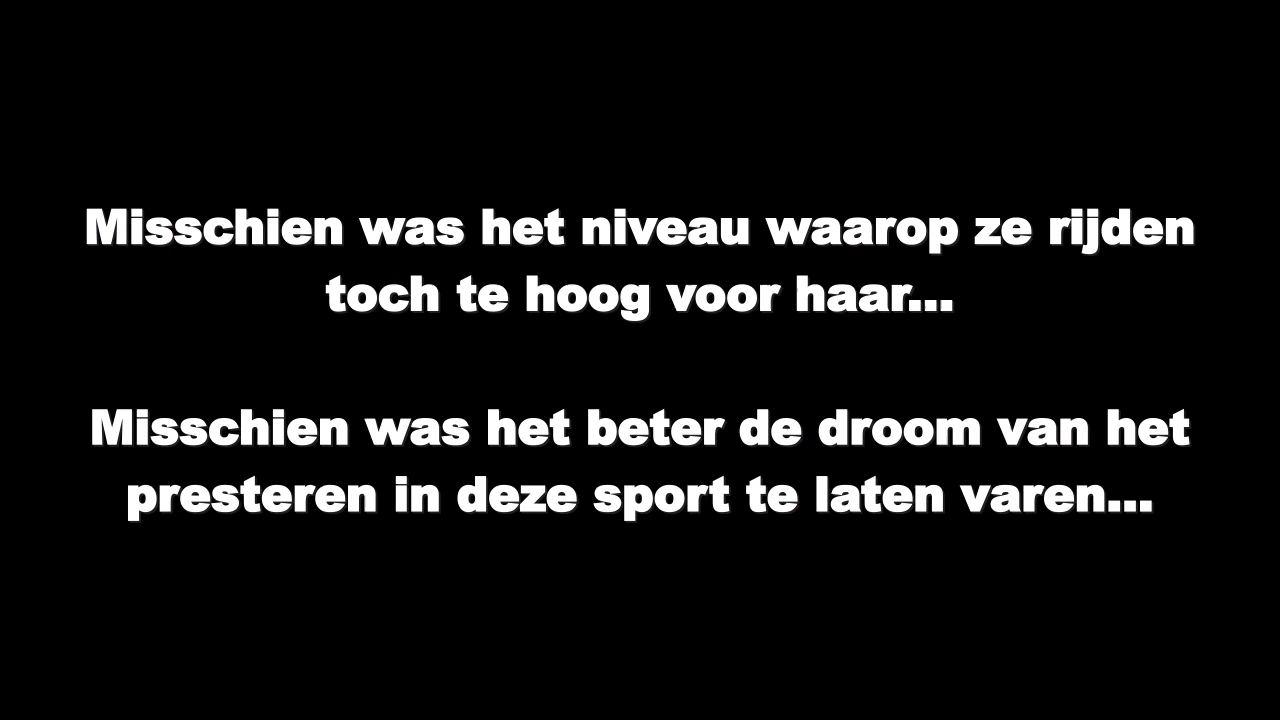 Misschien was het niveau waarop ze rijden
toch te hoog voor haar...
Misschien was het beter de droom van het
presteren in deze sport te laten varen...